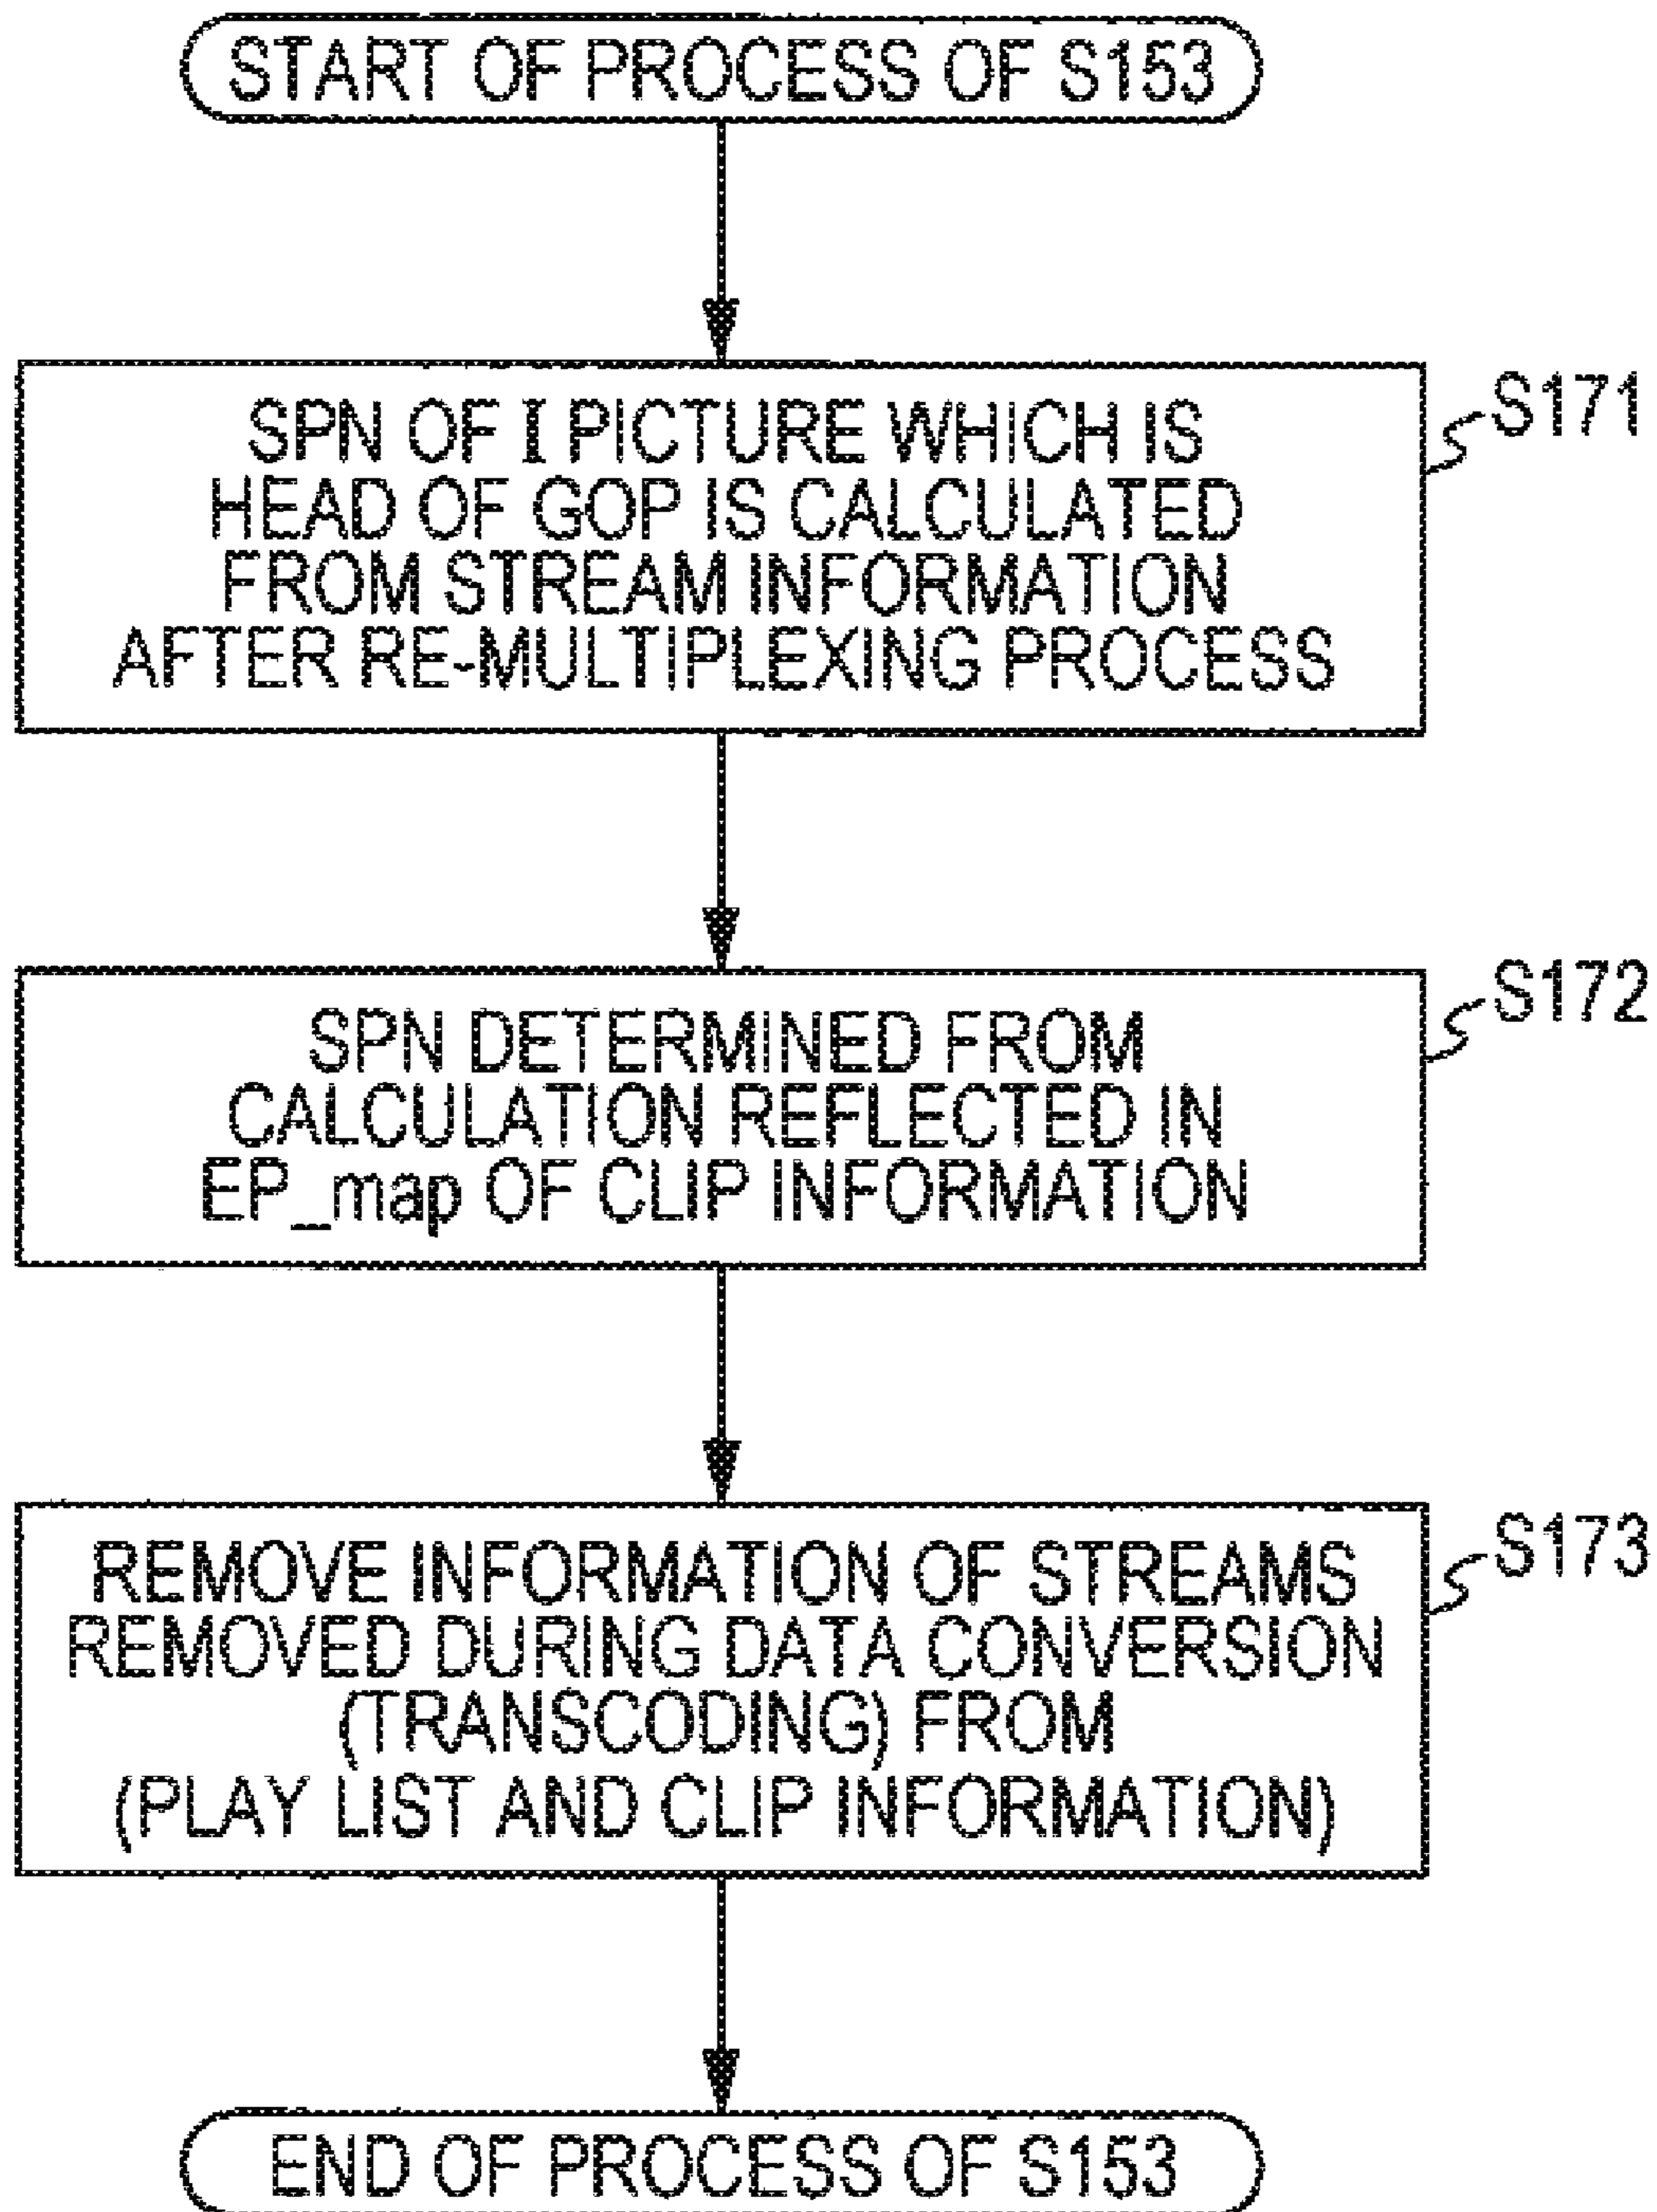 START OF PROCESS OF S153
SPN OF I PICTURE WHICH IS
HEAD OF GOP IS CALCULATED
FROM STREAM INFORMATION
AFTER RE-MULTIPLEXING PROCESS
S171
SPN DETERMINED FROM
CALCULATION REFLECTED IN
EP_map OF CLIP INFORMATION
S172
REMOVE INFORMATION OF STREAMS
REMOVED DURING DATA CONVERSION
(TRANSCODING) FROM
(PLAY LIST AND CLIP INFORMATION)
S173
END OF PROCESS OF S153